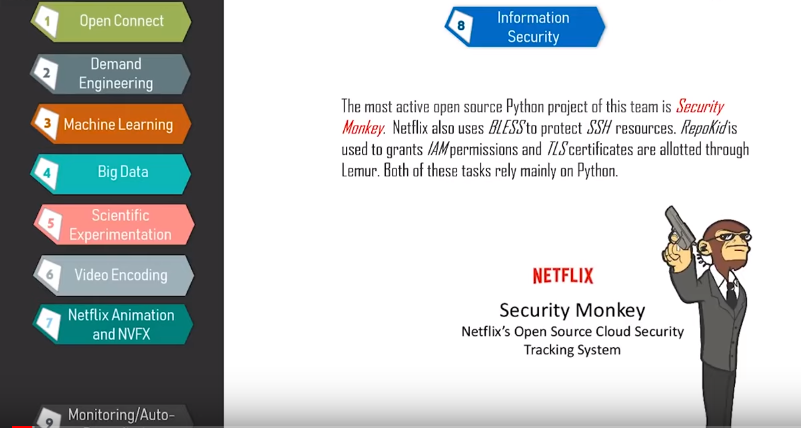 1 Open Connect
2 Demand
Engineering
3 Machine Learning
4 Big Data
5 Scientific
Experimentation
6 Video Encoding
7 Netflix Animation
and NVFX
9 Monitoring/Auto-
8 Information
Security
The most active open source Python project of this team is Security
Monkey. Netflix also uses BLESS to protect SSH resources. RepoKid is
used to grants IAM permissions and TLS certificates are allotted through
Lemur. Both of these tasks rely mainly on Python.
NETFLIX
Security Monkey
Netflix's Open Source Cloud Security
Tracking System